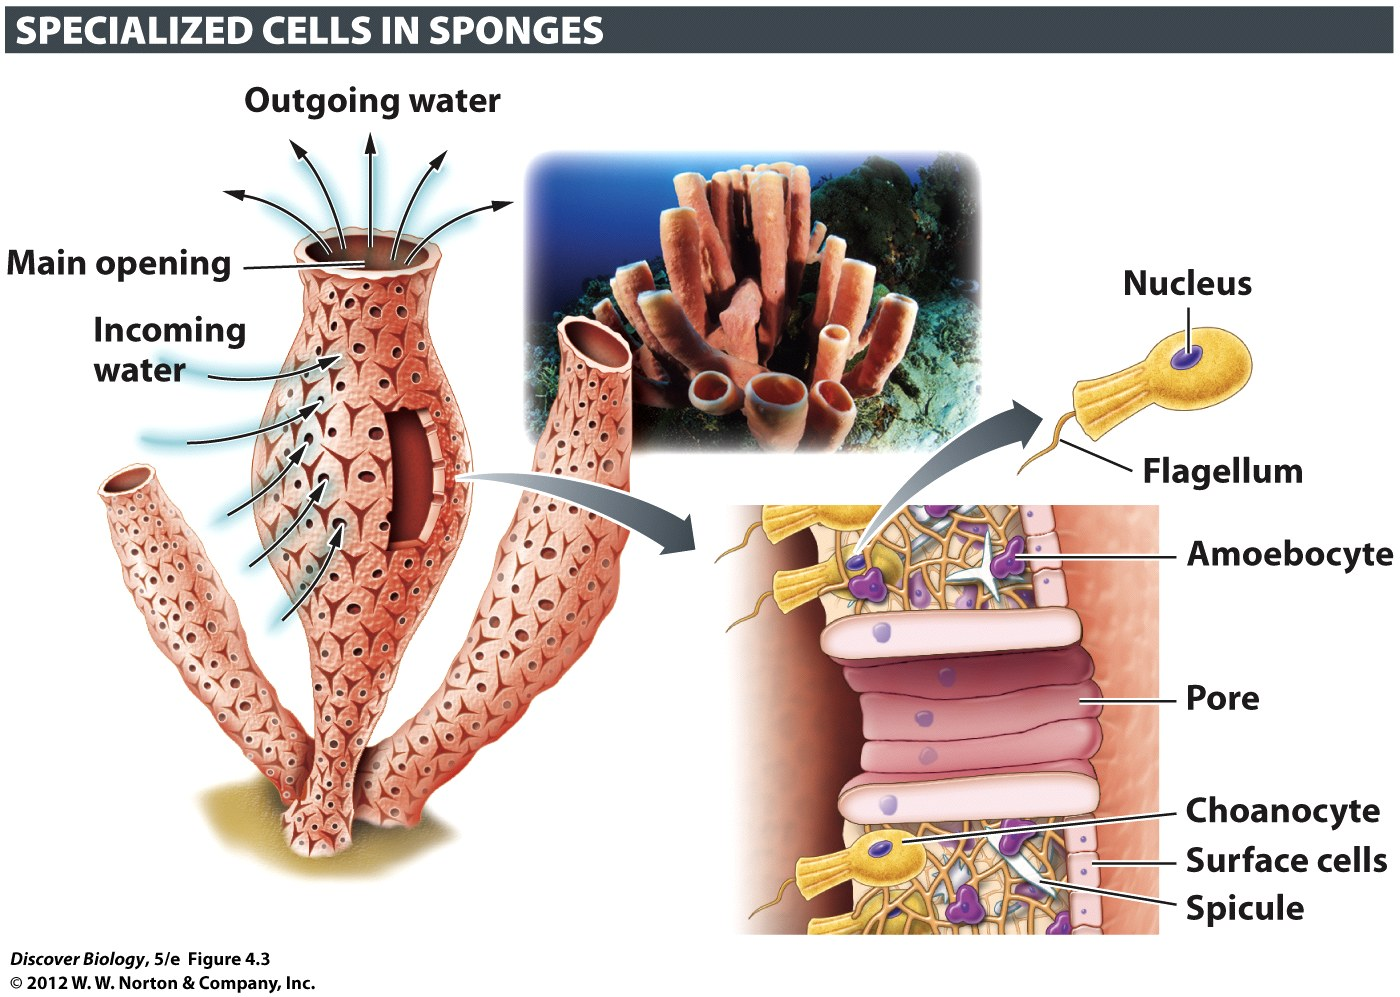 SPECIALIZED CELLS IN SPONGES
Outgoing water
Main opening
Incoming
water
Nucleus
Flagellum
Amoebocyte
Pore
Choanocyte
Surface cells
Spicule
Discover Biology, 5/e Figure 4.3
© 2012 W. W. Norton & Company, Inc.